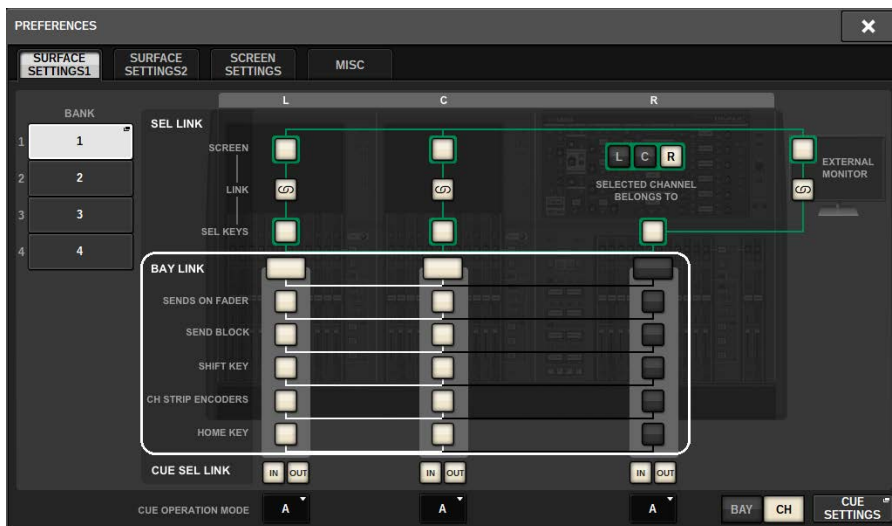 PREFERENCES
SURFACE
SETTINGS1
SURFACE
SETTINGS2
SCREEN
SETTINGS
MISC
L
C
R
BANK
1
1
2
2
3
3
4
4
SEL LINK
SCREEN
LINK
SEL KEYS
L C R
SELECTED CHANNEL
BELONGS TO
EXTERNAL
MONITOR
BAY LINK
SENDS ON FADER
SEND BLOCK
SHIFT KEY
CH STRIP ENCODERS
HOME KEY
CUE SEL LINK
IN OUT
IN OUT
IN OUT
CUE OPERATION MODE
A
A
A
BAY
CH
CUE
SETTINGS